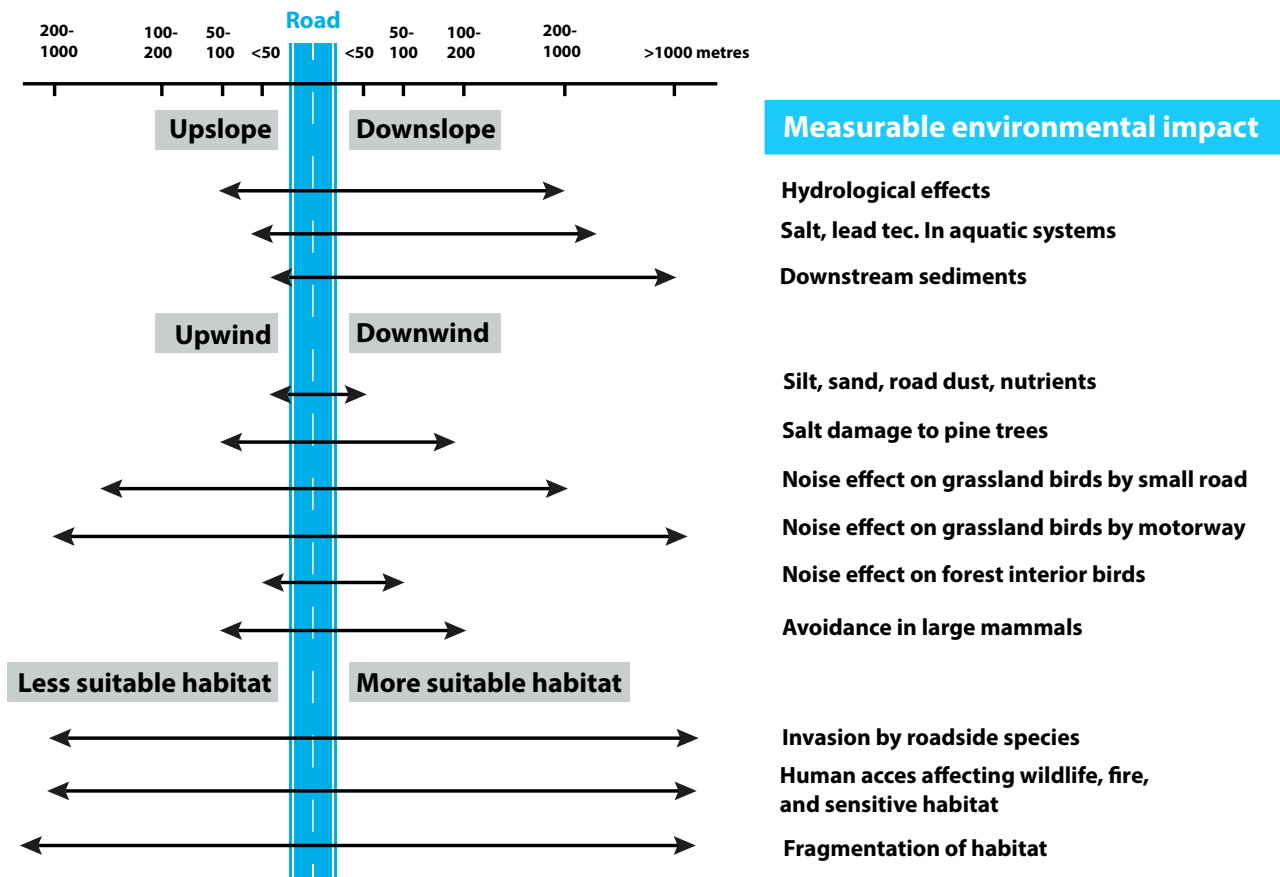 Road
200-
1000
100-
200
50-
100
<50
<50
50-
100
100-
200
200-
1000
>1000 metres
Upslope
Downslope
Measurable environmental impact
Hydrological effects
Salt, lead tec. In aquatic systems
Downstream sediments
Upwind
Downwind
Silt, sand, road dust, nutrients
Salt damage to pine trees
Noise effect on grassland birds by small road
Noise effect on grassland birds by motorway
Noise effect on forest interior birds
Avoidance in large mammals
Less suitable habitat
More suitable habitat
Invasion by roadside species
Human acces affecting wildlife, fire,
and sensitive habitat
Fragmentation of habitat